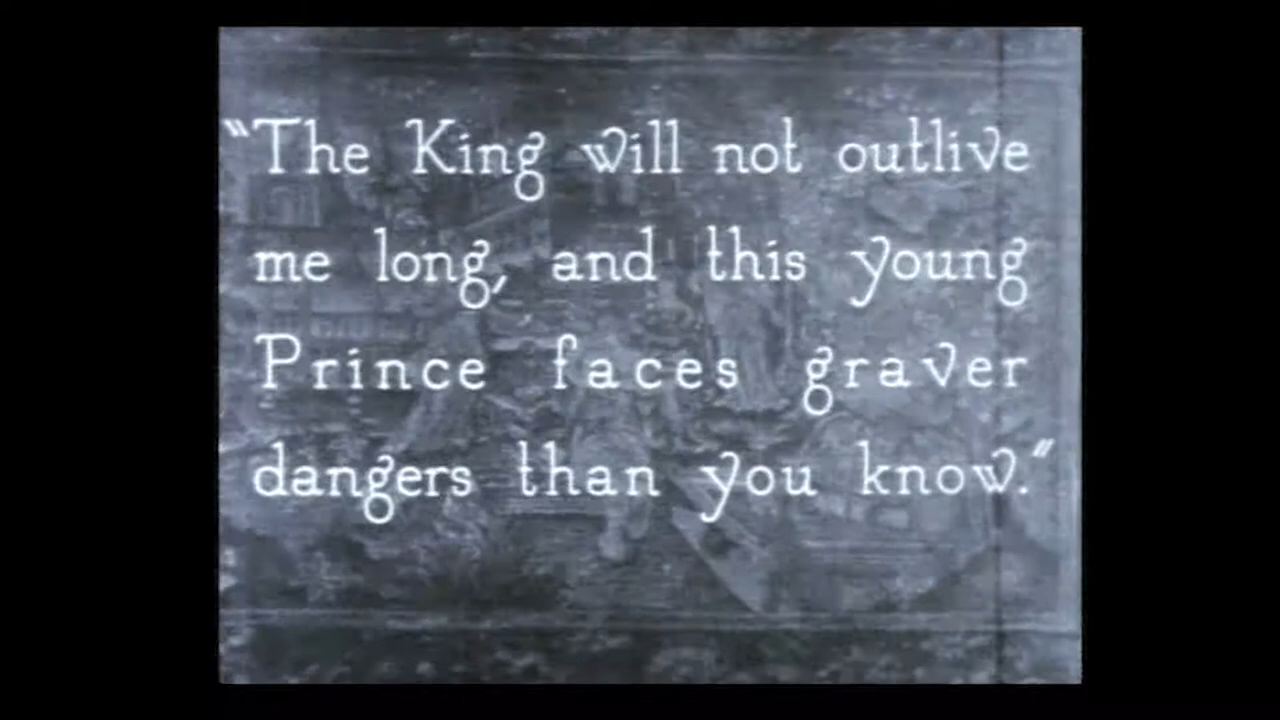 "The King will not outlive
me long, and this young
Prince faces graver
dangers than you know."